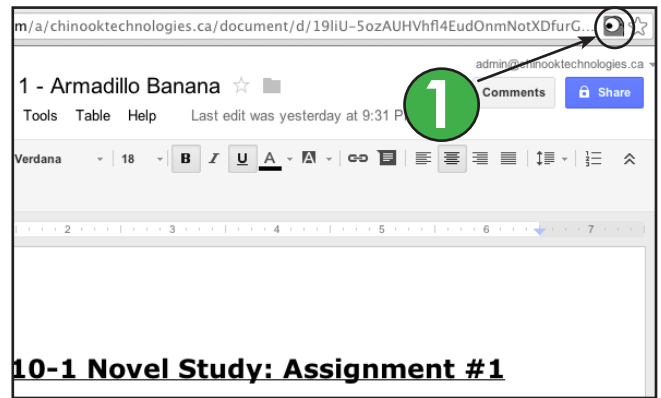 m/a/chinooktechnologies.ca/document/d/19liU-5ozAUHVhfl4EudOnmNotXDfurG...
admin@chinooktechnologies.ca
1 - Armadillo Banana
Comments
Share
1
Tools Table Help Last edit was yesterday at 9:31 P
Verdana 18 B I U A A
2 3 4 5 6 7
10-1 Novel Study: Assignment #1